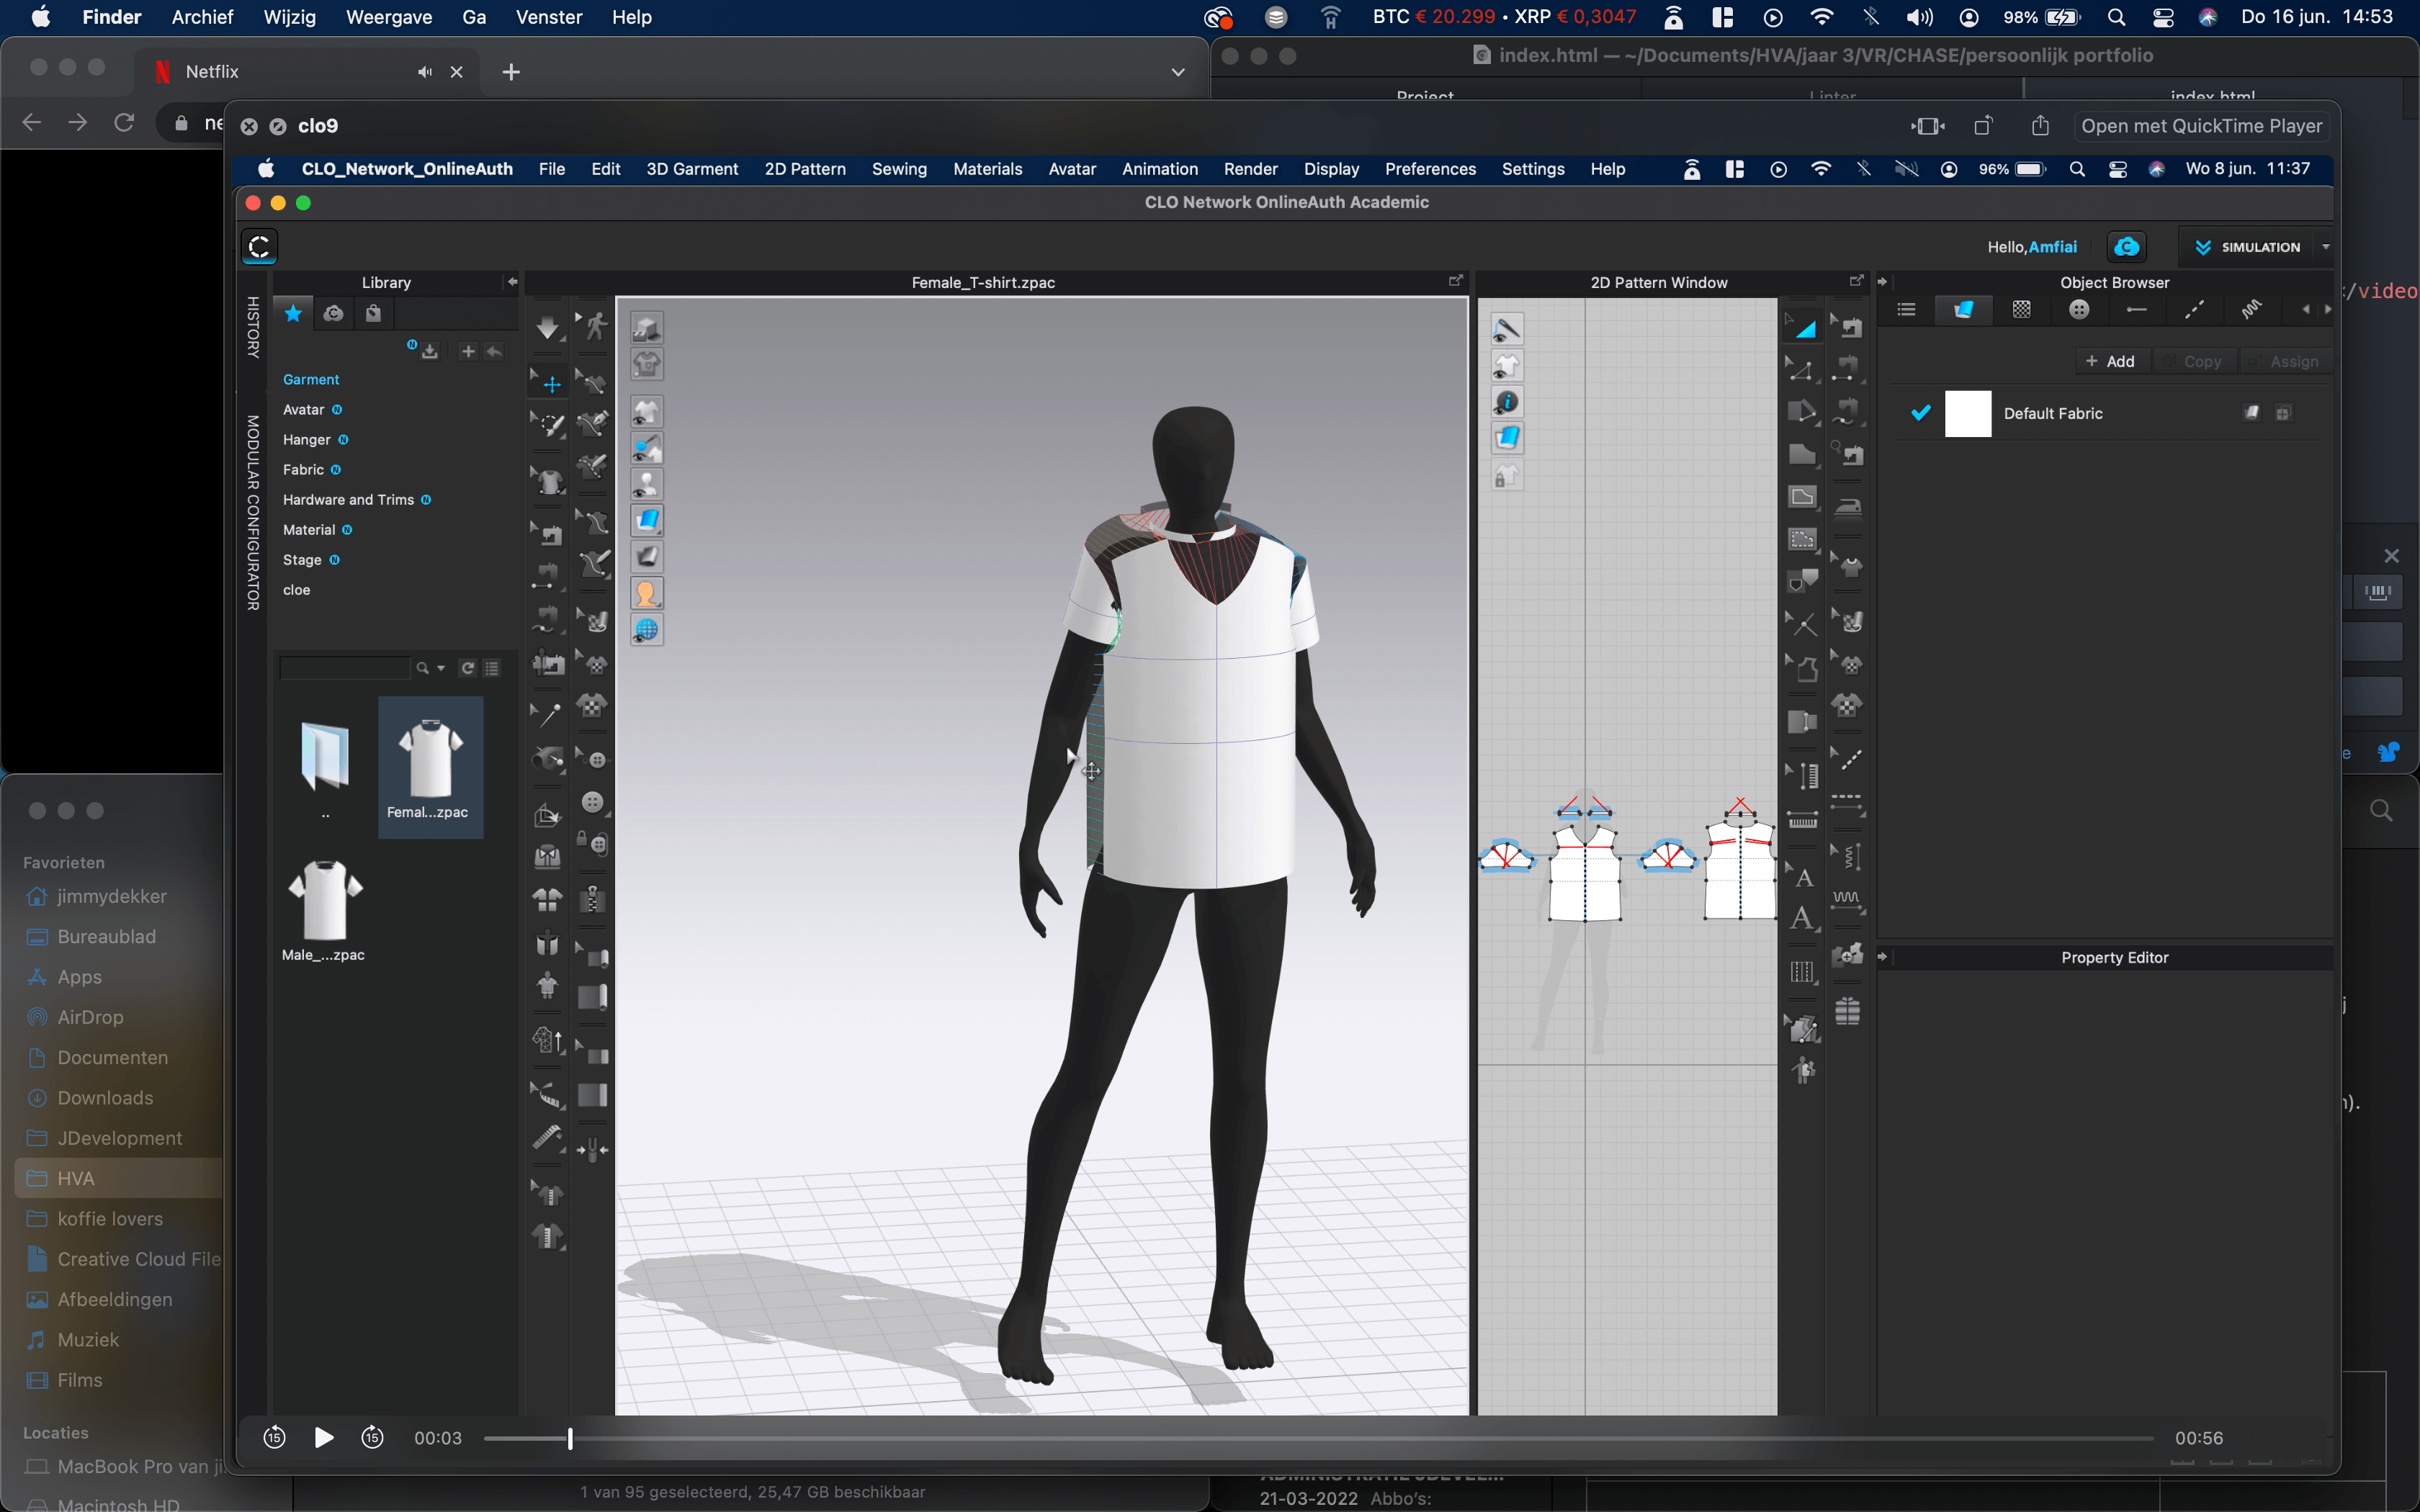 Finder Archief Wijzig Weergave Ga Venster Help
BTC € 20.299 • XRP € 0,3047
98%
Do 16 jun. 14:53
Netflix
index.html — ~/Documents/HVA/jaar 3/VR/CHASE/persoonlijk portfolio
Project
Linter
index html
clo9
Open met QuickTime Player
CLO_Network_OnlineAuth File Edit 3D Garment 2D Pattern Sewing Materials Avatar Animation Render Display Preferences Settings Help
96%
Wo 8 jun. 11:37
CLO Network OnlineAuth Academic
Hello,Amfiai
SIMULATION
Library
Female_T-shirt.zpac
2D Pattern Window
Object Browser
/video
HISTORY
MODULAR CONFIGURATOR
Garment
Avatar N
Hanger N
Fabric N
Hardware and Trims N
Material N
Stage N
cloe
+ Add
Copy
Assign
Default Fabric
..
Femal...zpac
Male_...zpac
Property Editor
Favorieten
jimmydekker
Bureaublad
Apps
AirDrop
Documenten
Downloads
JDevelopment
HVA
koffie lovers
Creative Cloud File
Afbeeldingen
Muziek
Films
Locaties
MacBook Pro van ji
Macintosh HD
15
15
00:03
00:56
1 van 95 geselecteerd, 25,47 GB beschikbaar
21-03-2022 Abbo's: